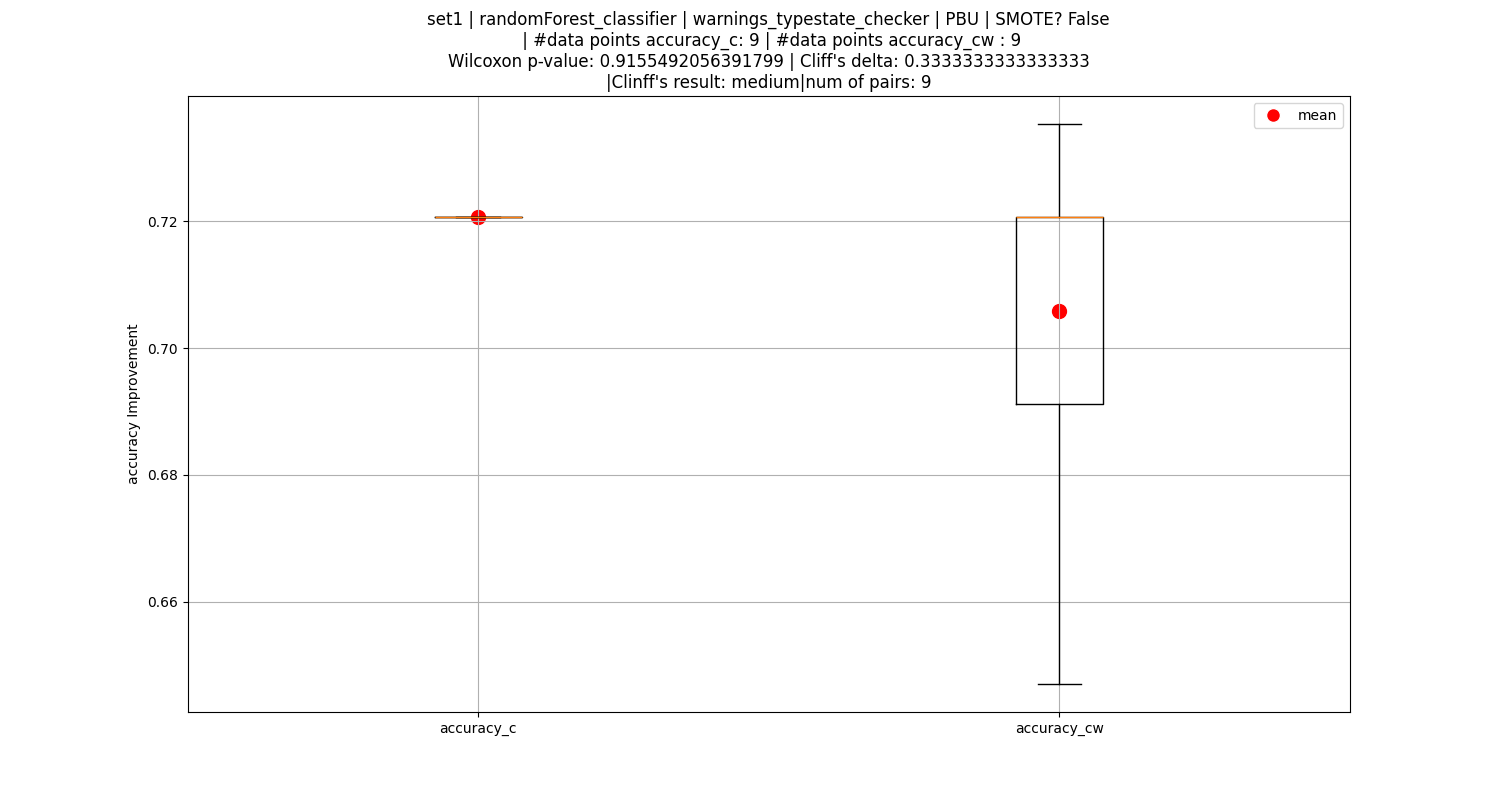 set1 | randomForest_classifier | warnings_typestate_checker | PBU | SMOTE? False
| #data points accuracy_c: 9 | #data points accuracy_cw : 9
Wilcoxon p-value: 0.9155492056391799 | Cliff's delta: 0.3333333333333333
|Clinff's result: medium|num of pairs: 9
mean
0.72
0.70
0.68
0.66
accuracy Improvement
accuracy_c
accuracy_cw